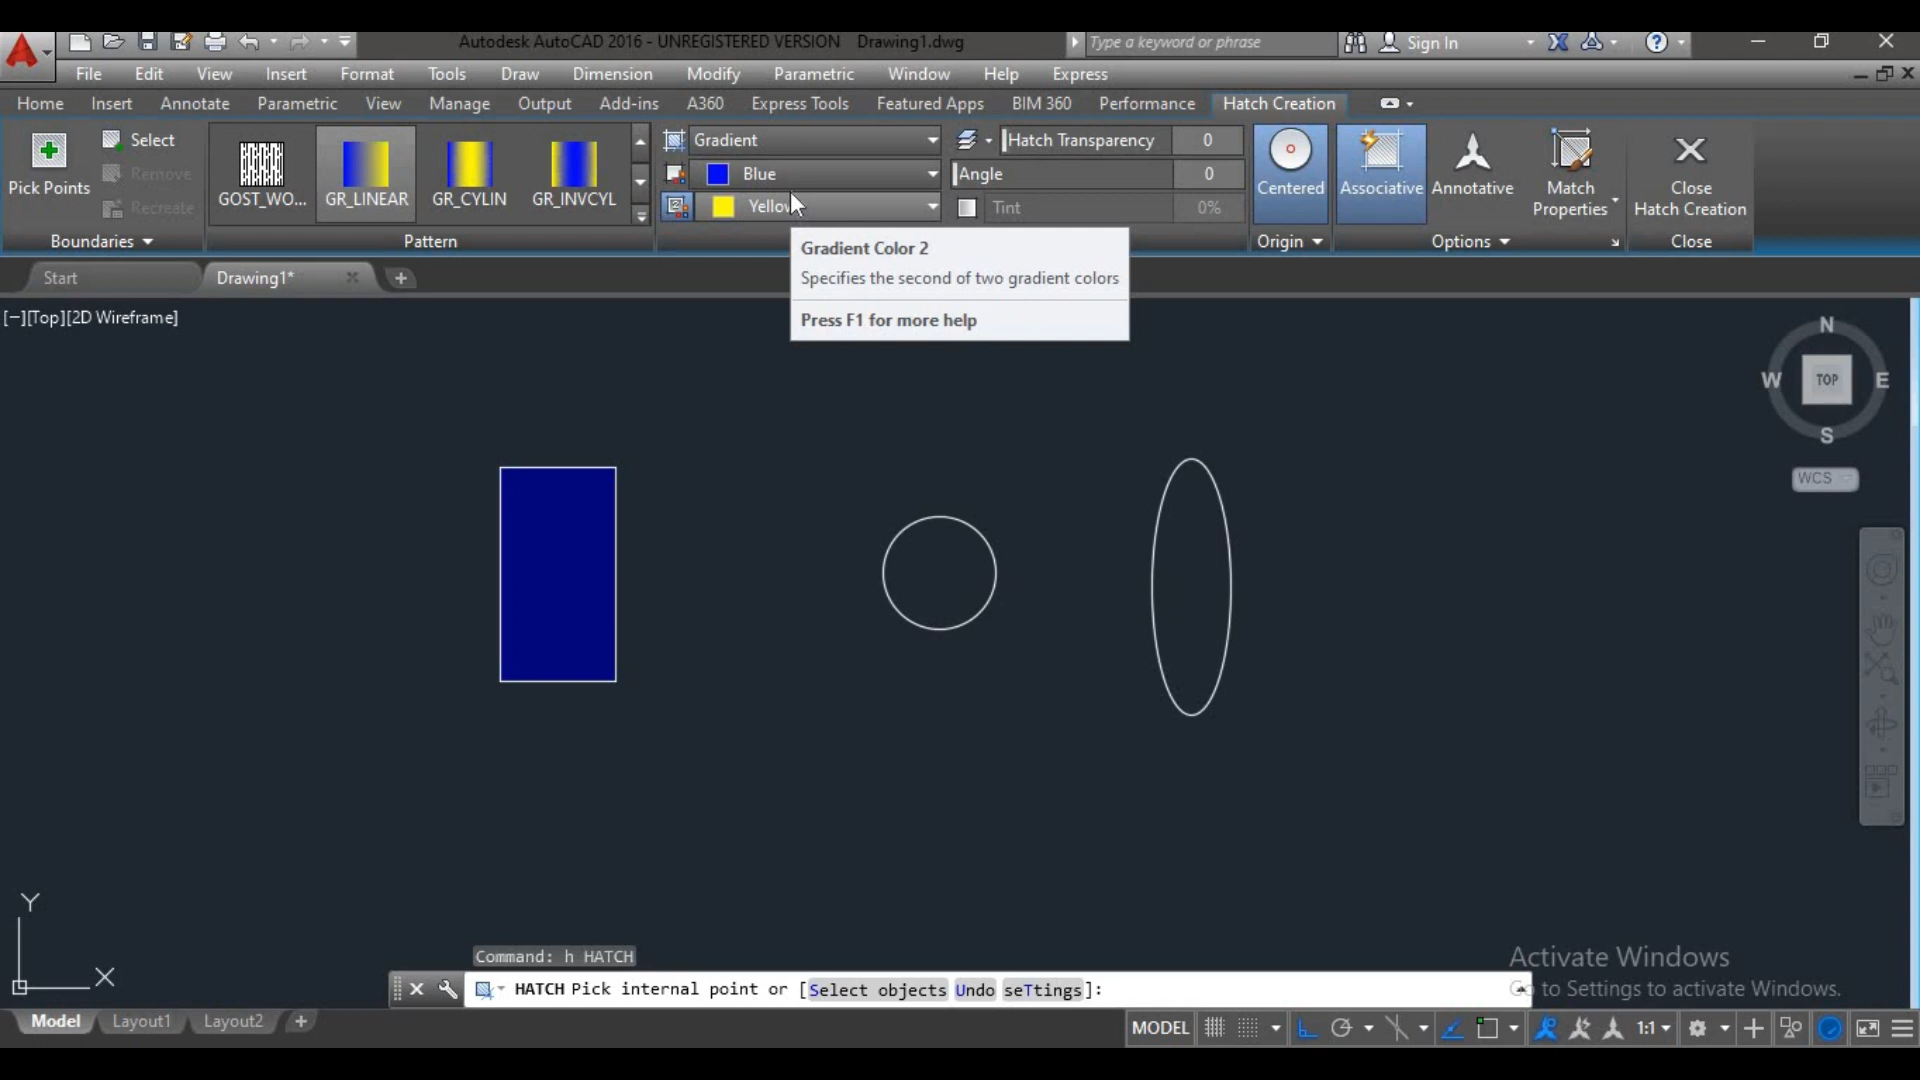 Autodesk AutoCAD 2016 - UNREGISTERED VERSION Drawing1.dwg
Type a keyword or phrase
Sign In
File Edit View Insert Format Tools Draw Dimension Modify Parametric Window Help Express
Home Insert Annotate Parametric View Manage Output Add-ins A360 Express Tools Featured Apps BIM 360 Performance Hatch Creation
Pick Points
Select
Remove
Recreate
Boundaries
GOST_WO... GR_LINEAR GR_CYLIN GR_INVCYL
Pattern
Gradient
Blue
Yellow
Hatch Transparency 0
Angle 0
Tint 0%
Centered
Origin
Associative Annotative Match Properties
Options
Close Hatch Creation
Close
Gradient Color 2
Specifies the second of two gradient colors
Press F1 for more help
Start Drawing1* +
[−][Top][2D Wireframe]
N
W TOP E
S
WCS
Y
X
Command: h HATCH
HATCH Pick internal point or [Select objects Undo seTtings]:
Activate Windows
Go to Settings to activate Windows.
Model Layout1 Layout2 +
MODEL 1:1